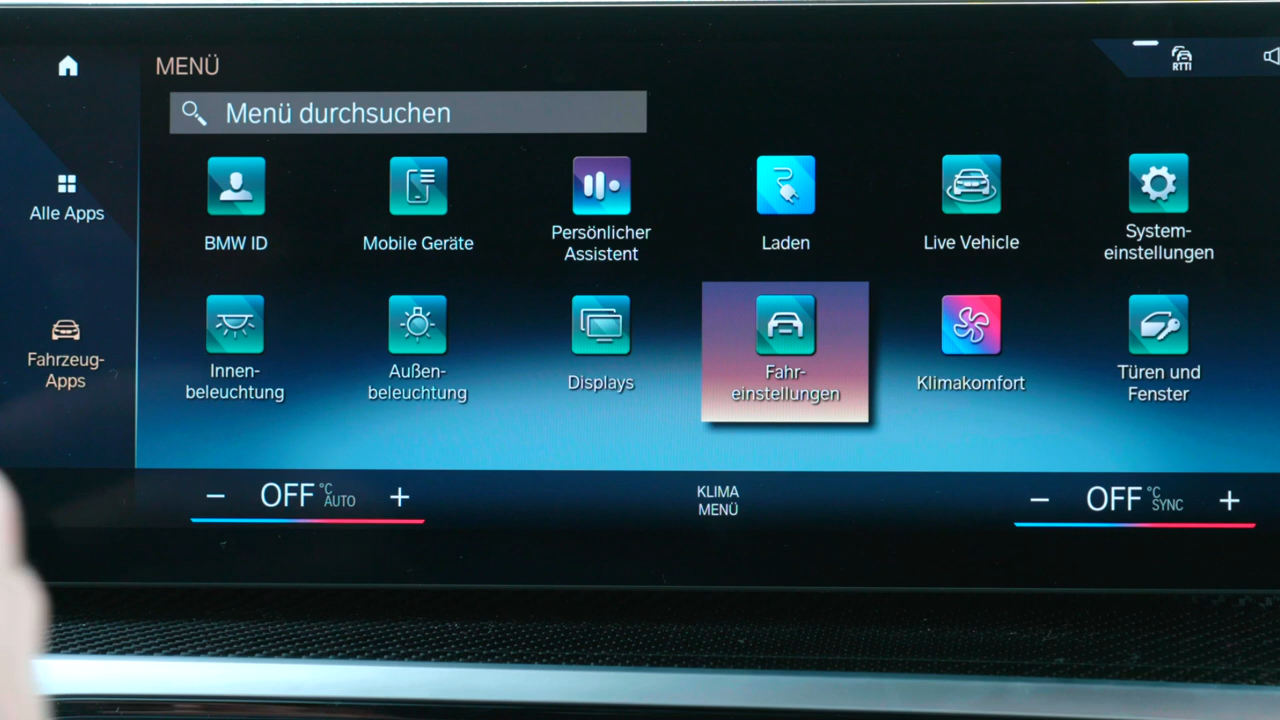 MENÜ
RTTI
Menü durchsuchen
Alle Apps
BMW ID
Mobile Geräte
Persönlicher
Assistent
Laden
Live Vehicle
System-
einstellungen
Fahrzeug-
Apps
Innen-
beleuchtung
Außen-
beleuchtung
Displays
Fahr-
einstellungen
Klimakomfort
Türen und
Fenster
− OFF °C AUTO +
KLIMA
MENÜ
− OFF °C SYNC +